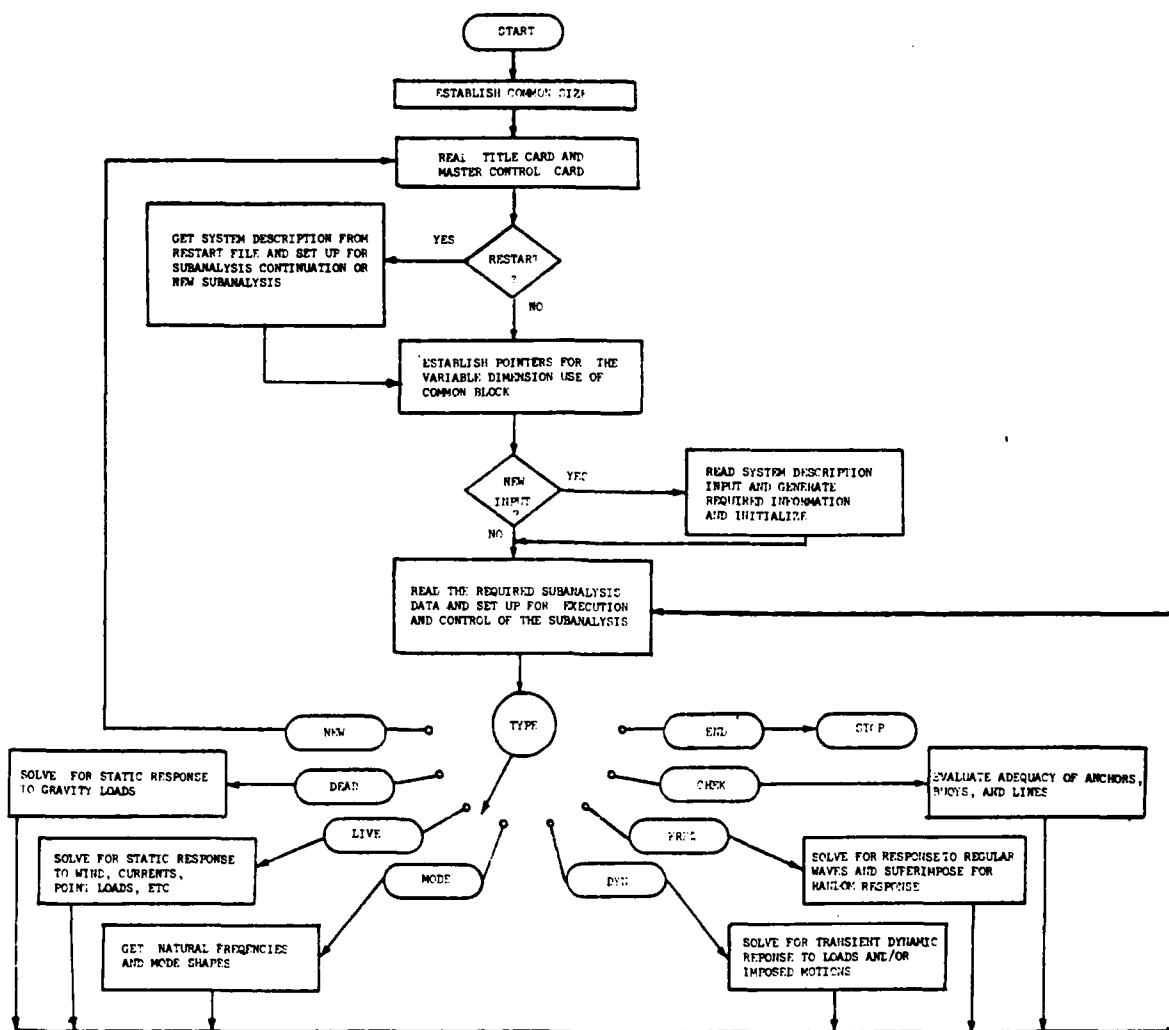 START
ESTABLISH COMMON SIZE
REAL TITLE CARD AND
MASTER CONTROL CARD
GET SYSTEM DESCRIPTION FROM
RESTART FILE AND SET UP FOR
SUBANALYSIS CONTINUATION OR
NEW SUBANALYSIS
YES
RESTART
?
NO
ESTABLISH POINTERS FOR THE
VARIABLE DIMENSION USE OF
COMMON BLOCK
NEW
INPUT
?
YES
READ SYSTEM DESCRIPTION
INPUT AND GENERATE
REQUIRED INFORMATION
AND INITIALIZE
NO
READ THE REQUIRED SUBANALYSIS
DATA AND SET UP FOR EXECUTION
AND CONTROL OF THE SUBANALYSIS
TYPE
NEW
END
STOP
SOLVE FOR STATIC RESPONSE
TO GRAVITY LOADS
DEAD
CHEK
EVALUATE ADEQUACY OF ANCHORS,
BUOYS, AND LINES
LIVE
SOLVE FOR STATIC RESPONSE
TO WIND, CURRENTS,
POINT LOADS, ETC
FREQ
SOLVE FOR RESPONSE TO REGULAR
WAVES AND SUPERIMPOSE FOR
RANDOM RESPONSE
MODE
DYN
GET NATURAL FREQENCIES
AND MODE SHAPES
SOLVE FOR TRANSIENT DYNAMIC
REPONSE TO LOADS AND/OR
IMPOSED MOTIONS